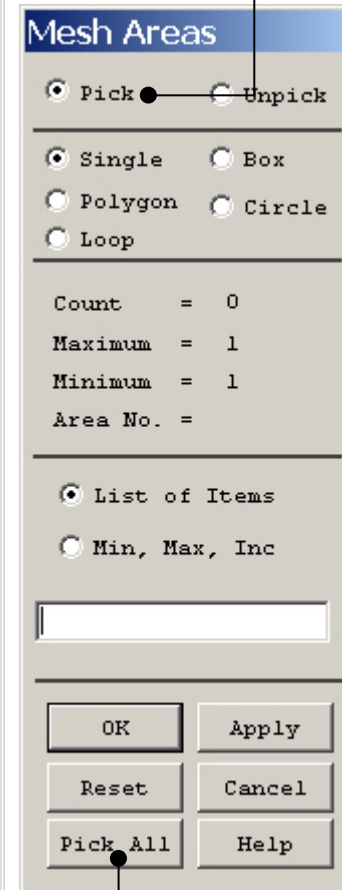 Mesh Areas
Pick Unpick
Single Box
Polygon Circle
Loop
Count = 0
Maximum = 1
Minimum = 1
Area No. =
List of Items
Min, Max, Inc
OK Apply
Reset Cancel
Pick All Help